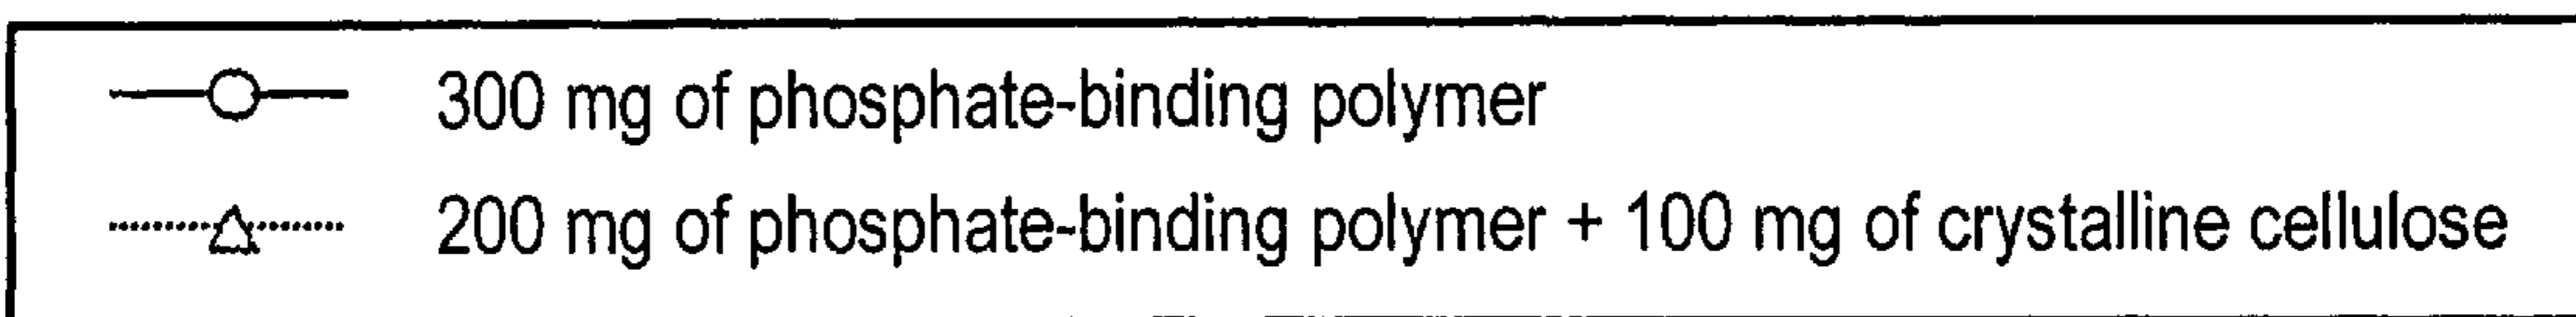 300 mg of phosphate-binding polymer
200 mg of phosphate-binding polymer + 100 mg of crystalline cellulose